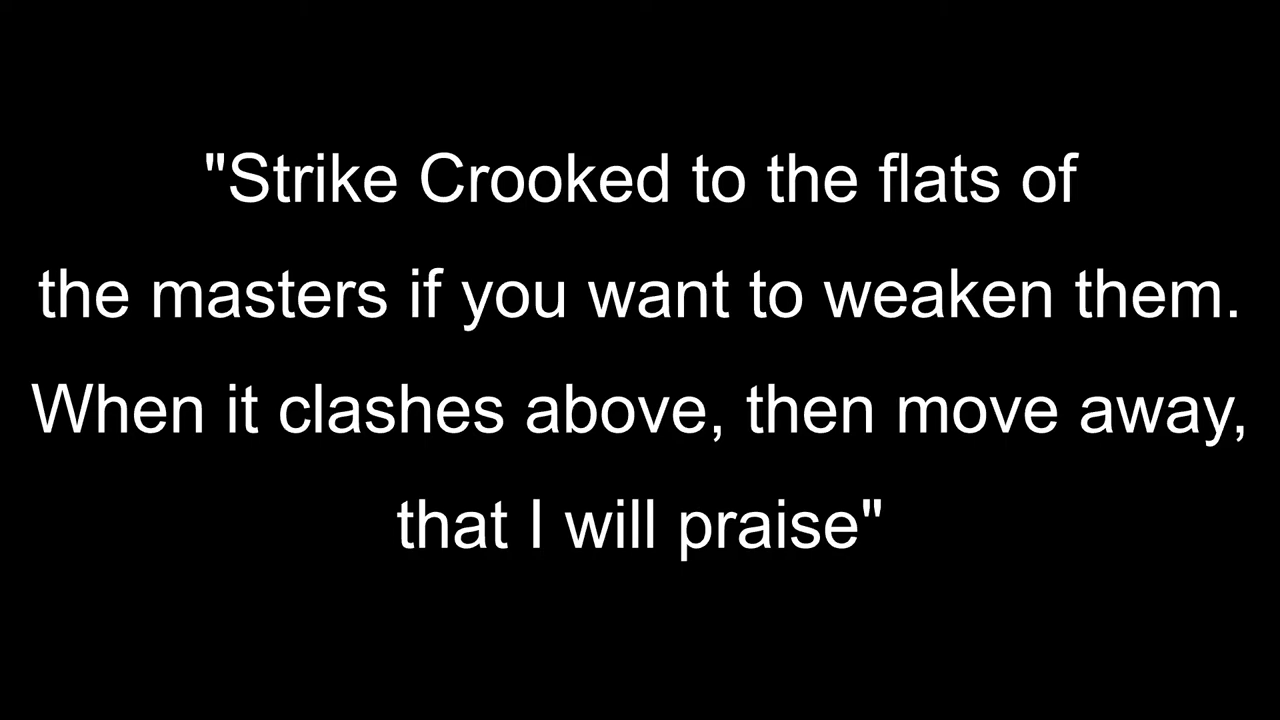 "Strike Crooked to the flats of
the masters if you want to weaken them.
When it clashes above, then move away,
that I will praise"